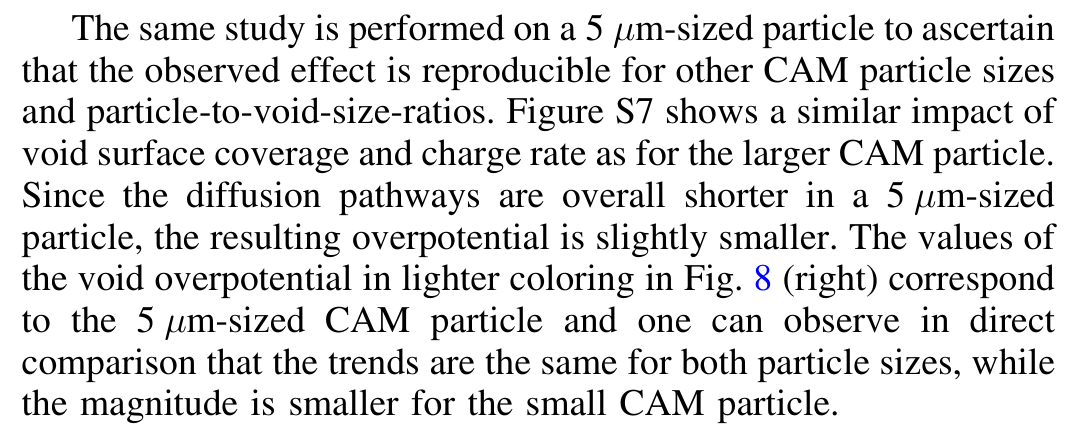 The same study is performed on a 5 μm-sized particle to ascertain
that the observed effect is reproducible for other CAM particle sizes
and particle-to-void-size-ratios. Figure S7 shows a similar impact of
void surface coverage and charge rate as for the larger CAM particle.
Since the diffusion pathways are overall shorter in a 5 μm-sized
particle, the resulting overpotential is slightly smaller. The values of
the void overpotential in lighter coloring in Fig. 8 (right) correspond
to the 5 μm-sized CAM particle and one can observe in direct
comparison that the trends are the same for both particle sizes, while
the magnitude is smaller for the small CAM particle.